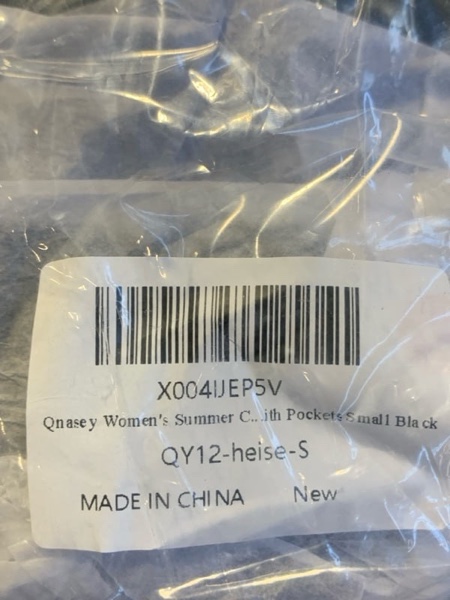 X004IJEP5V
Qnasey Women's Summer C...ith Pockets Small Black
QY12-heise-S
MADE IN CHINA New